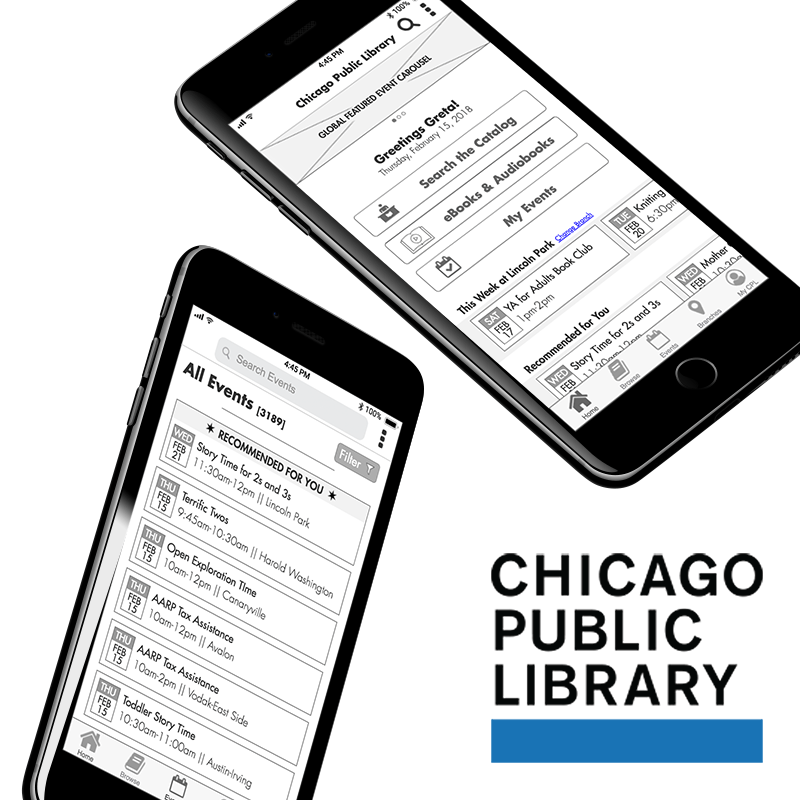 4:45 PM
100%
Chicago Public Library
GLOBAL FEATURED EVENT CAROUSEL
Greetings Greta!
Thursday, February 15, 2018
Search the Catalog
eBooks & Audiobooks
My Events
This Week at Lincoln Park Change Branch
SAT
FEB
17
YA for Adults Book Club
1pm-2pm
TUE
FEB
20
Knitting
6:30pm
Recommended for You
WED
FEB
Story Time for 2s and 3s
WED
FEB
Mother
Home
Browse
Events
Branches
My CPL
4:45 PM
100%
Search Events
All Events [3189]
Filter
RECOMMENDED FOR YOU
WED
FEB
21
Story Time for 2s and 3s
11:30am-12pm || Lincoln Park
THU
FEB
15
Terrific Twos
9:45am-10:30am || Harold Washington
THU
FEB
15
Open Exploration TIme
10am-12pm || Canaryville
THU
FEB
15
AARP Tax Assistance
10am-12pm || Avalon
THU
FEB
15
AARP Tax Assistance
10am-2pm || Vodak-East Side
THU
FEB
15
Toddler Story Time
10:30am-11:00am || Austin-Irving
Home
Browse
CHICAGO
PUBLIC
LIBRARY